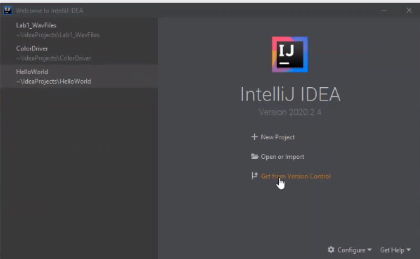 Welcome to IntelliJ IDEA
Lab1_WavFiles
~\IdeaProjects\Lab1_WavFiles
ColorDriver
~\IdeaProjects\ColorDriver
HelloWorld
~\IdeaProjects\HelloWorld
IJ
IntelliJ IDEA
Version 2020.2.4
New Project
Open or Import
Get from Version Control
Configure
Get Help